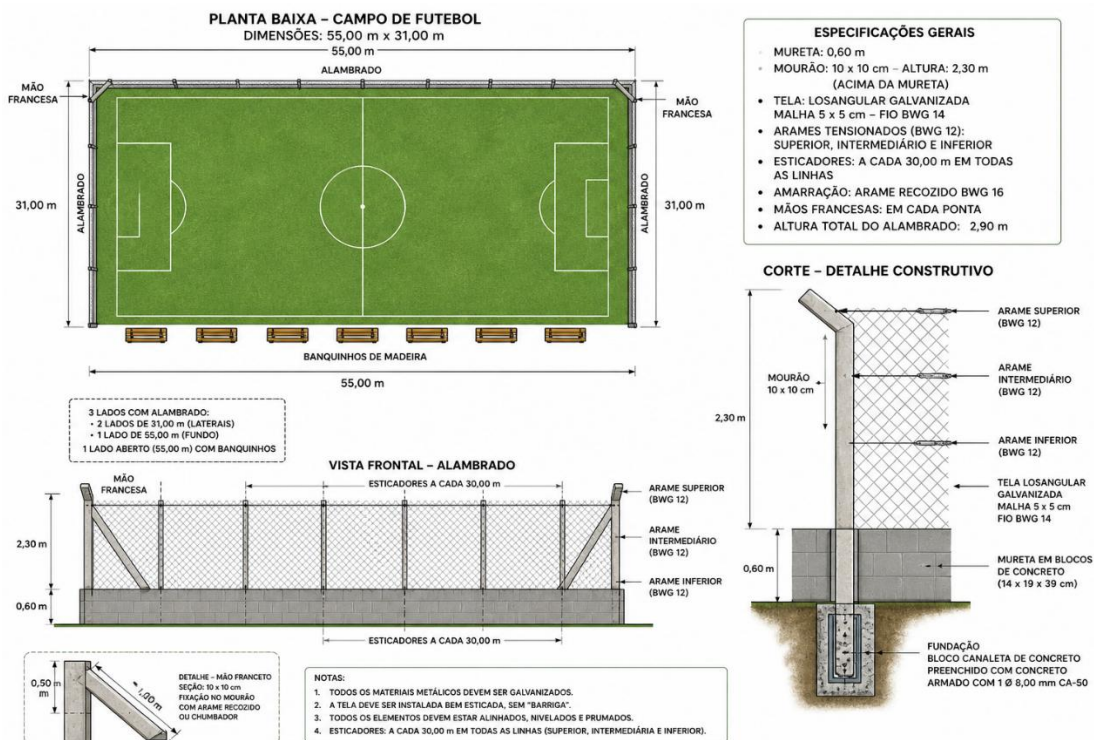 PLANTA BAIXA – CAMPO DE FUTEBOL
DIMENSÕES: 55,00 m x 31,00 m
55,00 m
ALAMBRADO
MÃO
FRANCESA
MÃO
FRANCESA
31,00 m
ALAMBRADO
ALAMBRADO
31,00 m
BANQUINHOS DE MADEIRA
55,00 m
ESPECIFICAÇÕES GERAIS
MURETA: 0,60 m
MOURÃO: 10 x 10 cm – ALTURA: 2,30 m
(ACIMA DA MURETA)
• TELA: LOSANGULAR GALVANIZADA
MALHA 5 x 5 cm – FIO BWG 14
• ARAMES TENSIONADOS (BWG 12):
SUPERIOR, INTERMEDIÁRIO E INFERIOR
• ESTICADORES: A CADA 30,00 m EM TODAS
AS LINHAS
• AMARRAÇÃO: ARAME RECOZIDO BWG 16
• MÃOS FRANCESAS: EM CADA PONTA
• ALTURA TOTAL DO ALAMBRADO: 2,90 m
3 LADOS COM ALAMBRADO:
• 2 LADOS DE 31,00 m (LATERAIS)
• 1 LADO DE 55,00 m (FUNDO)
1 LADO ABERTO (55,00 m) COM BANQUINHOS
VISTA FRONTAL – ALAMBRADO
MÃO
FRANCESA
ESTICADORES A CADA 30,00 m
ARAME SUPERIOR
(BWG 12)
2,30 m
ARAME
INTERMEDIÁRIO
(BWG 12)
ARAME INFERIOR
(BWG 12)
0,60 m
ESTICADORES A CADA 30,00 m
CORTE – DETALHE CONSTRUTIVO
ARAME SUPERIOR
(BWG 12)
MOURÃO
10 x 10 cm
ARAME
INTERMEDIÁRIO
(BWG 12)
2,30 m
ARAME INFERIOR
(BWG 12)
TELA LOSANGULAR
GALVANIZADA
MALHA 5 x 5 cm
FIO BWG 14
0,60 m
MURETA EM BLOCOS
DE CONCRETO
(14 x 19 x 39 cm)
FUNDAÇÃO
BLOCO CANALETA DE CONCRETO
PREENCHIDO COM CONCRETO
ARMADO COM 1 Ø 8,00 mm CA-50
0,50
m
1,00 m
DETALHE – MÃO FRANCETO
SEÇÃO: 10 x 10 cm
FIXAÇÃO NO MOURÃO
COM ARAME RECOZIDO
OU CHUMBADOR
NOTAS:
1. TODOS OS MATERIAIS METÁLICOS DEVEM SER GALVANIZADOS.
2. A TELA DEVE SER INSTALADA BEM ESTICADA, SEM "BARRIGA".
3. TODOS OS ELEMENTOS DEVEM ESTAR ALINHADOS, NIVELADOS E PRUMADOS.
4. ESTICADORES: A CADA 30,00 m EM TODAS AS LINHAS (SUPERIOR, INTERMEDIÁRIA E INFERIOR).